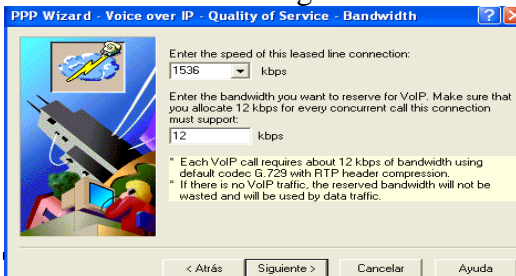 PPP Wizard - Voice over IP - Quality of Service - Bandwidth
Enter the speed of this leased line connection:
1536 kbps
Enter the bandwidth you want to reserve for VoIP. Make sure that
you allocate 12 kbps for every concurrent call this connection
must support:
12 kbps
* Each VoIP call requires about 12 kbps of bandwidth using
default codec G.729 with RTP header compression.
* If there is no VoIP traffic, the reserved bandwidth will not be
wasted and will be used by data traffic.
< Atrás Siguiente > Cancelar Ayuda